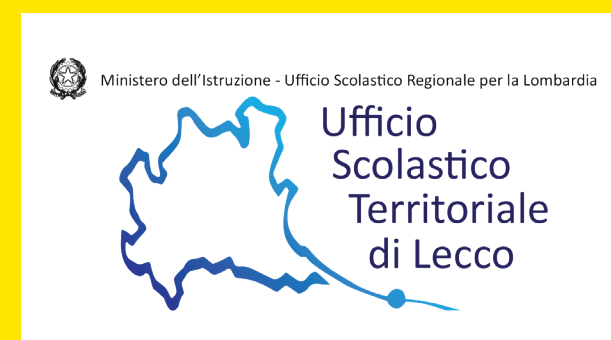 Ministero dell'Istruzione - Ufficio Scolastico Regionale per la Lombardia
Ufficio
Scolastico
Territoriale
di Lecco